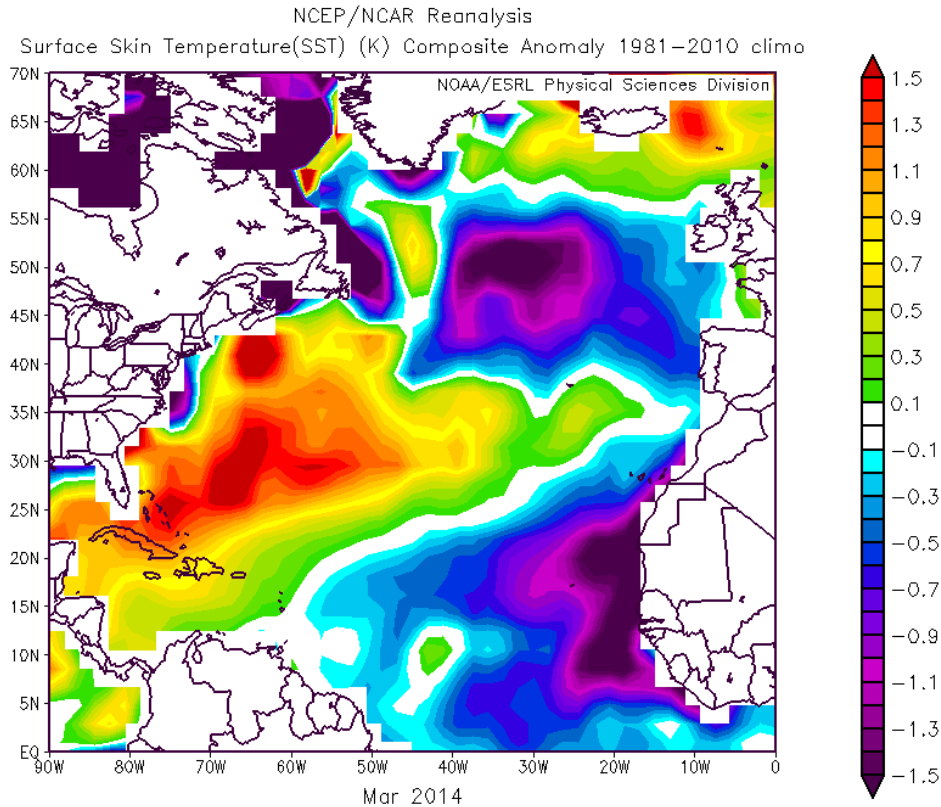 NCEP/NCAR Reanalysis
Surface Skin Temperature(SST) (K) Composite Anomaly 1981-2010 climo
NOAA/ESRL Physical Sciences Division
70N
65N
60N
55N
50N
45N
40N
35N
30N
25N
20N
15N
10N
5N
EQ
90W 80W 70W 60W 50W 40W 30W 20W 10W 0
Mar 2014
1.5
1.3
1.1
0.9
0.7
0.5
0.3
0.1
-0.1
-0.3
-0.5
-0.7
-0.9
-1.1
-1.3
-1.5